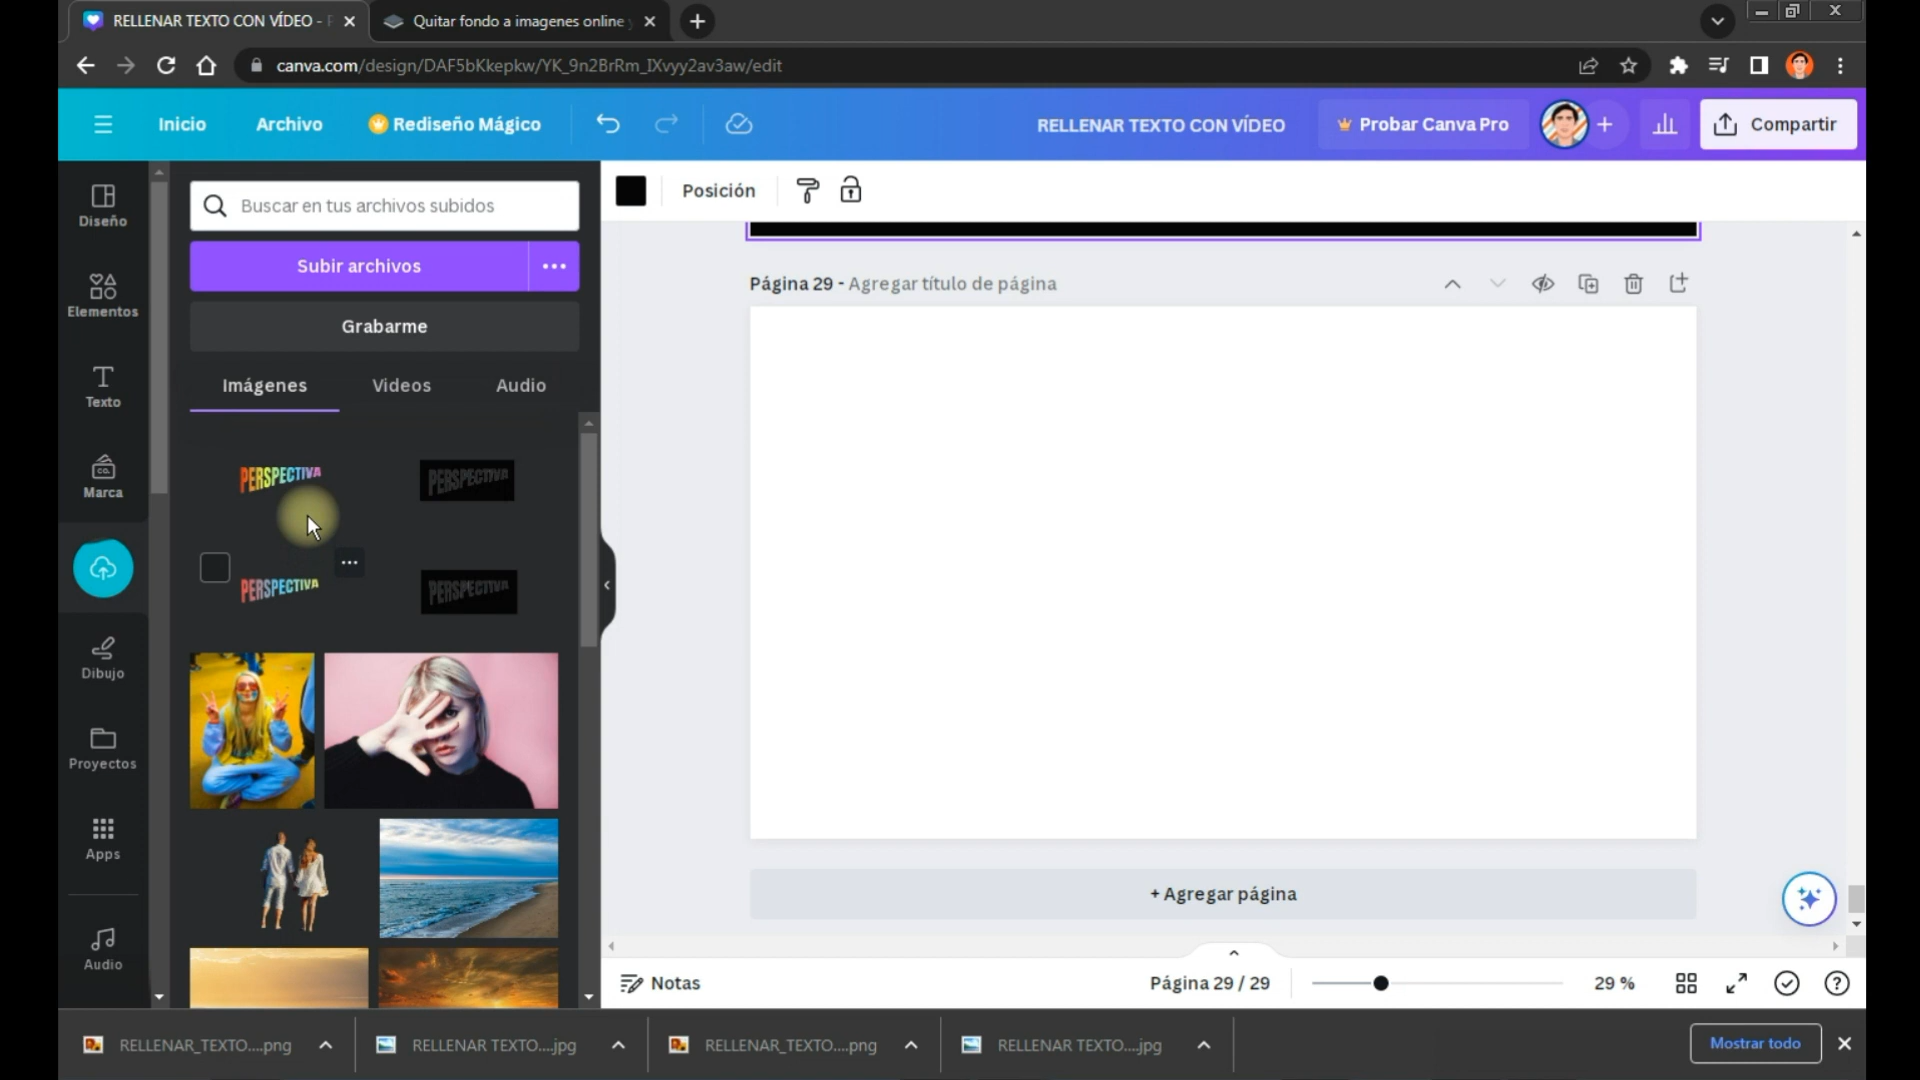 RELLENAR TEXTO CON VÍDEO -
Quitar fondo a imagenes online
canva.com/design/DAF5bKkepkw/YK_9n2BrRm_IXvyy2av3aw/edit
Inicio
Archivo
Rediseño Mágico
RELLENAR TEXTO CON VÍDEO
Probar Canva Pro
Compartir
Diseño
Elementos
Texto
Marca
Dibujo
Proyectos
Apps
Audio
Buscar en tus archivos subidos
Subir archivos
Grabarme
Imágenes
Videos
Audio
PERSPECTIVA
PERSPECTIVA
PERSPECTIVA
PERSPECTIVA
Posición
Página 29 - Agregar título de página
+ Agregar página
Notas
Página 29 / 29
29 %
RELLENAR_TEXTO....png
RELLENAR TEXTO....jpg
RELLENAR_TEXTO....png
RELLENAR TEXTO....jpg
Mostrar todo